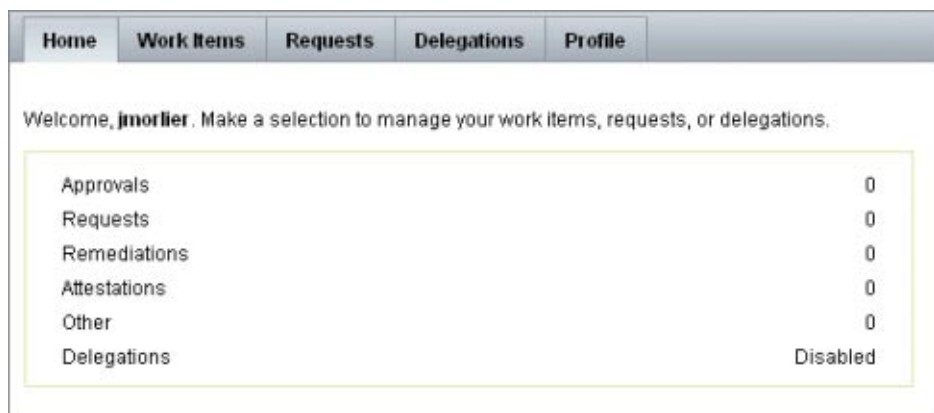 Home Work Items Requests Delegations Profile
Welcome, jmorlier. Make a selection to manage your work items, requests, or delegations.
Approvals 0
Requests 0
Remediations 0
Attestations 0
Other 0
Delegations Disabled